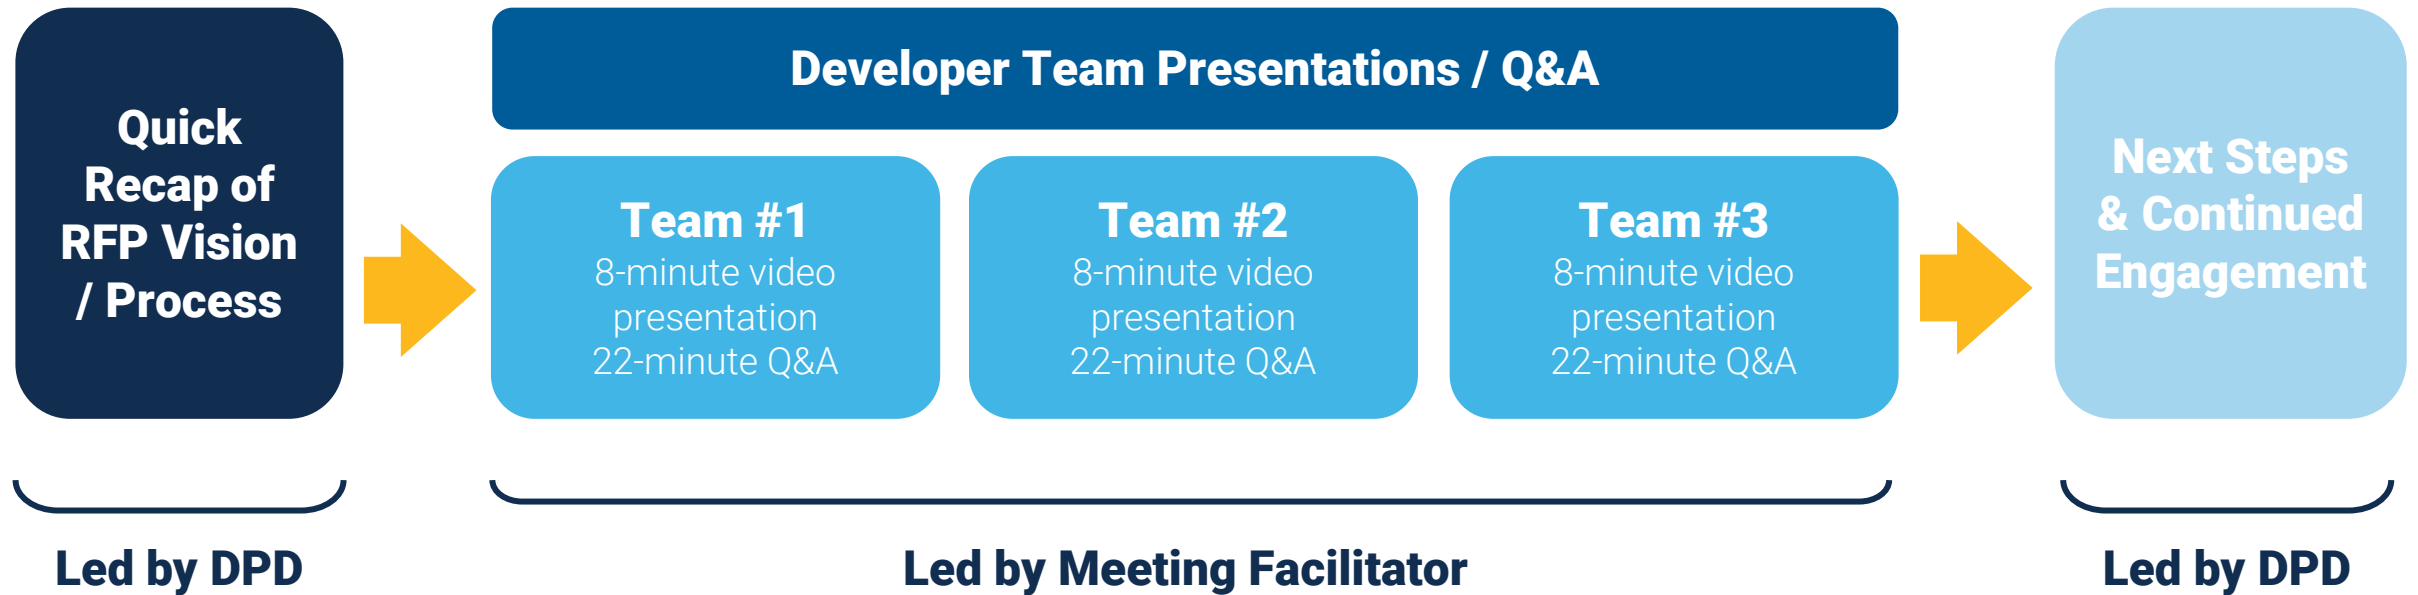 Quick
Recap of
RFP Vision
/ Process
Developer Team Presentations / Q&A
Team #1
8-minute video
presentation
22-minute Q&A
Team #2
8-minute video
presentation
22-minute Q&A
Team #3
8-minute video
presentation
22-minute Q&A
Next Steps
& Continued
Engagement
Led by DPD
Led by Meeting Facilitator
Led by DPD